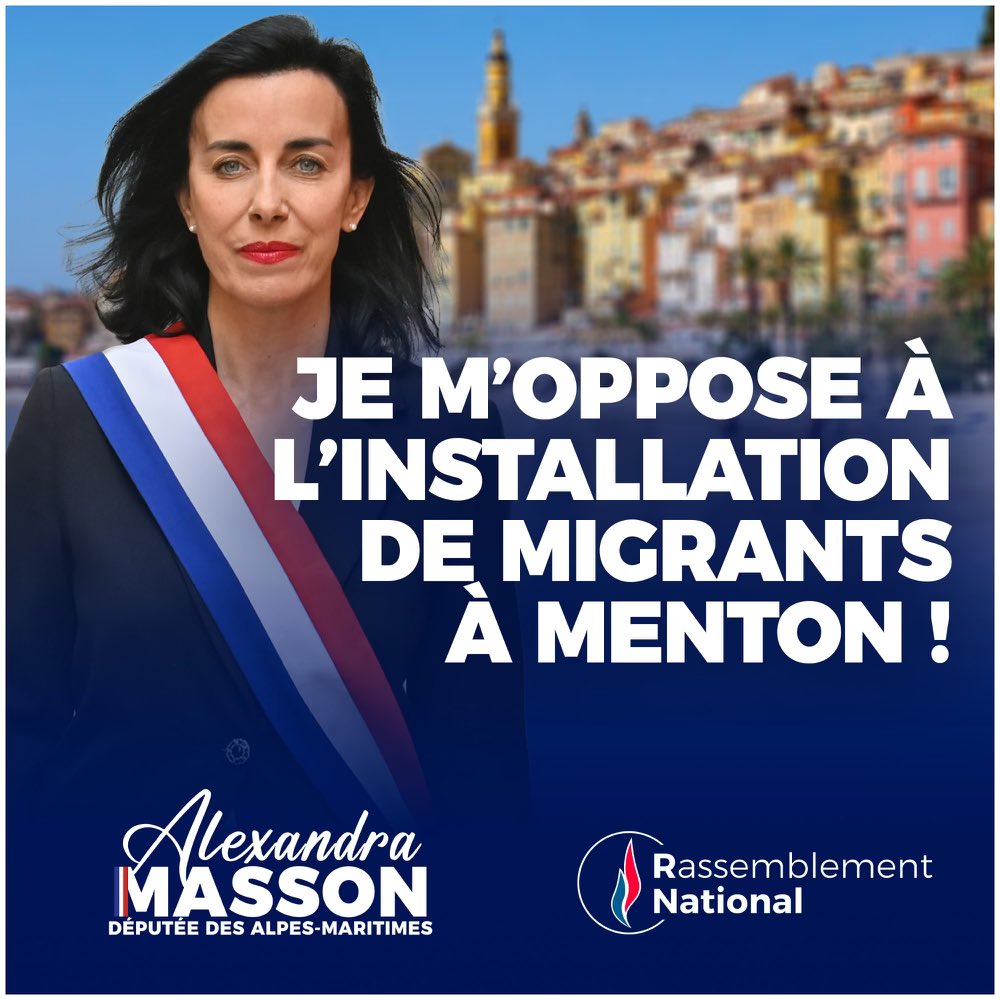 JE M’OPPOSE À
L’INSTALLATION
DE MIGRANTS
À MENTON !
Alexandra
MASSON
DÉPUTÉE DES ALPES-MARITIMES
Rassemblement
National